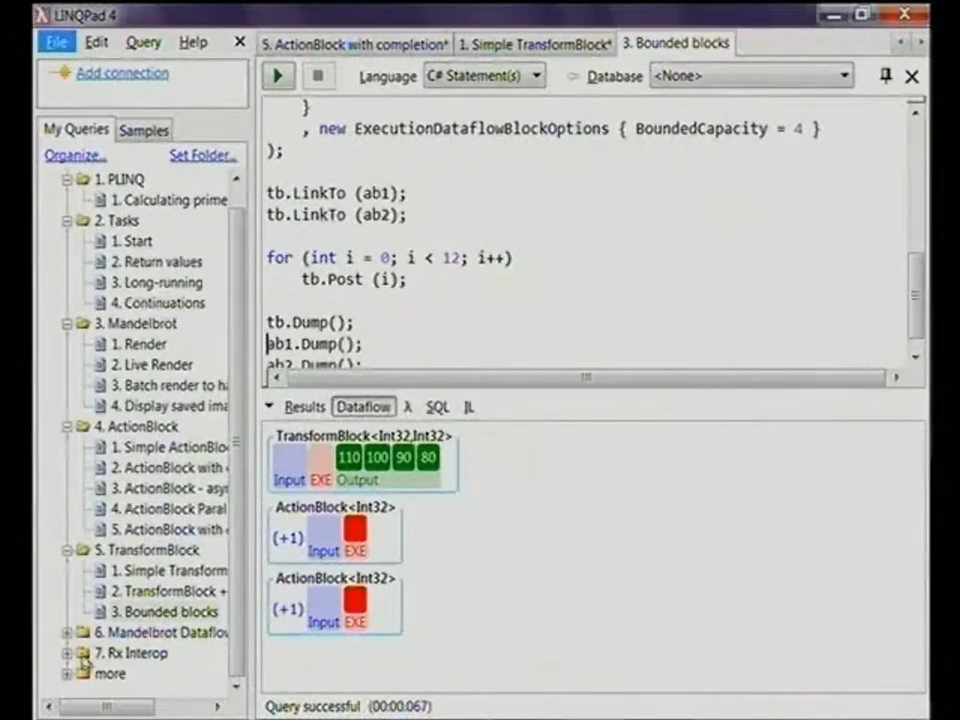 LINQPad 4
File Edit Query Help ×
Add connection
My Queries Samples
Organize... Set Folder...
1. PLINQ
1. Calculating prime
2. Tasks
1. Start
2. Return values
3. Long-running
4. Continuations
3. Mandelbrot
1. Render
2. Live Render
3. Batch render to ha
4. Display saved ima
4. ActionBlock
1. Simple ActionBlo
2. ActionBlock with
3. ActionBlock - asyn
4. ActionBlock Paral
5. ActionBlock with
5. TransformBlock
1. Simple Transform
2. TransformBlock +
3. Bounded blocks
6. Mandelbrot Dataflow
7. Rx Interop
more
5. ActionBlock with completion* 1. Simple TransformBlock* 3. Bounded blocks
Language C# Statement(s) Database <None>
}
, new ExecutionDataflowBlockOptions { BoundedCapacity = 4 }
);
tb.LinkTo (ab1);
tb.LinkTo (ab2);
for (int i = 0; i < 12; i++)
tb.Post (i);
tb.Dump();
ab1.Dump();
ab2.Dump();
Results Dataflow λ SQL IL
TransformBlock<Int32,Int32>
110 100 90 80
Input EXE Output
ActionBlock<Int32>
(+1)
Input EXE
ActionBlock<Int32>
(+1)
Input EXE
Query successful (00:00.067)